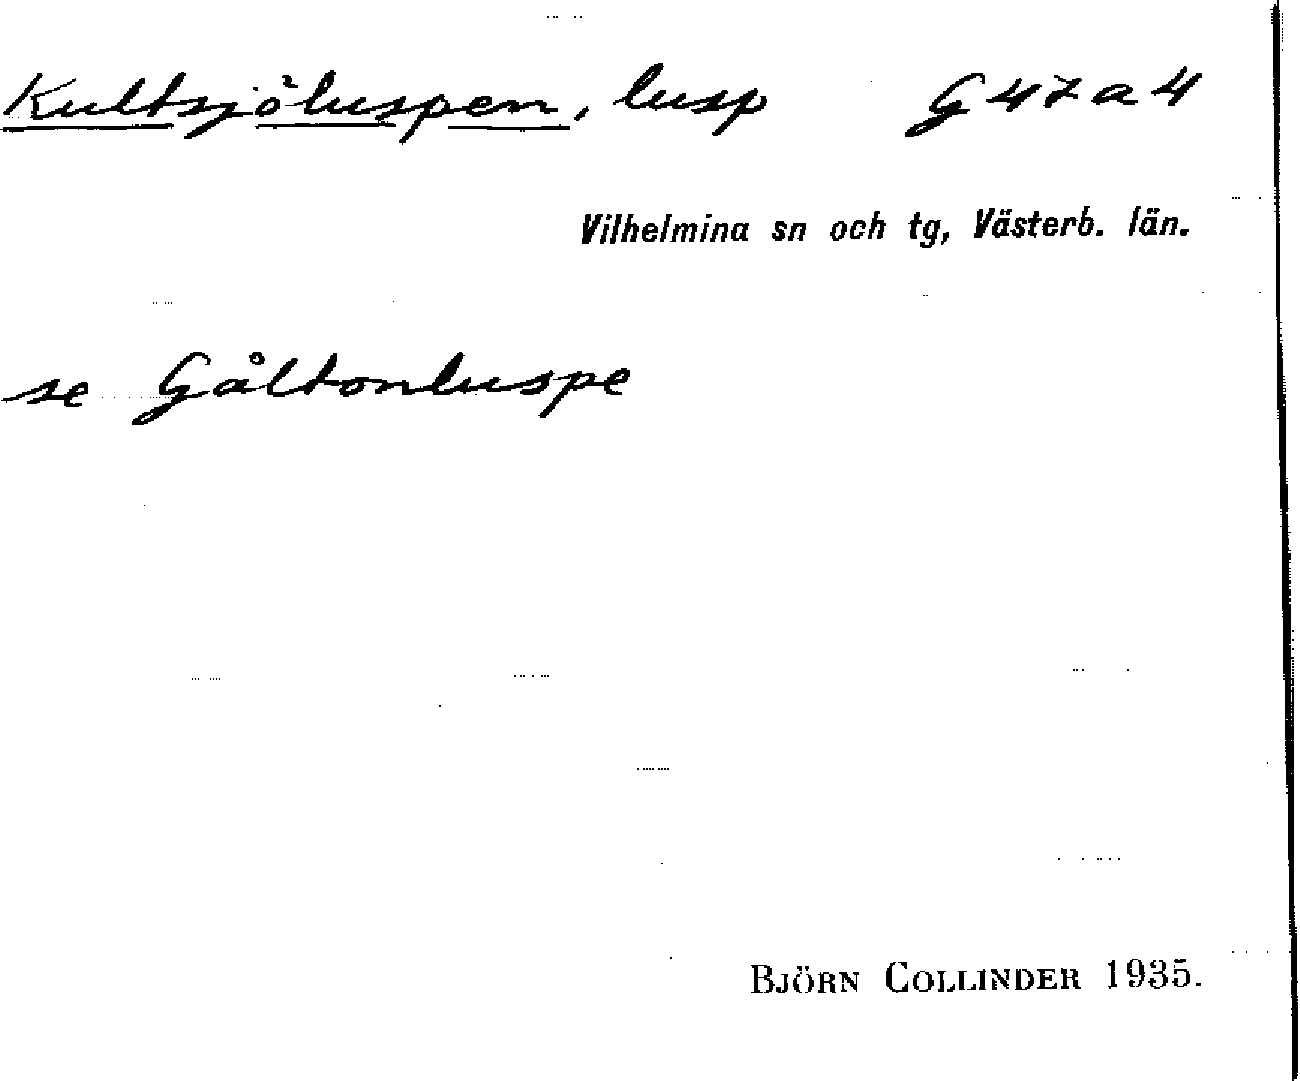 Kultsjöluspen, lusp G47a4
Vilhelmina sn och tg, Västerb. län.
se Gåltonluspe
BJÖRN COLLINDER 1935.